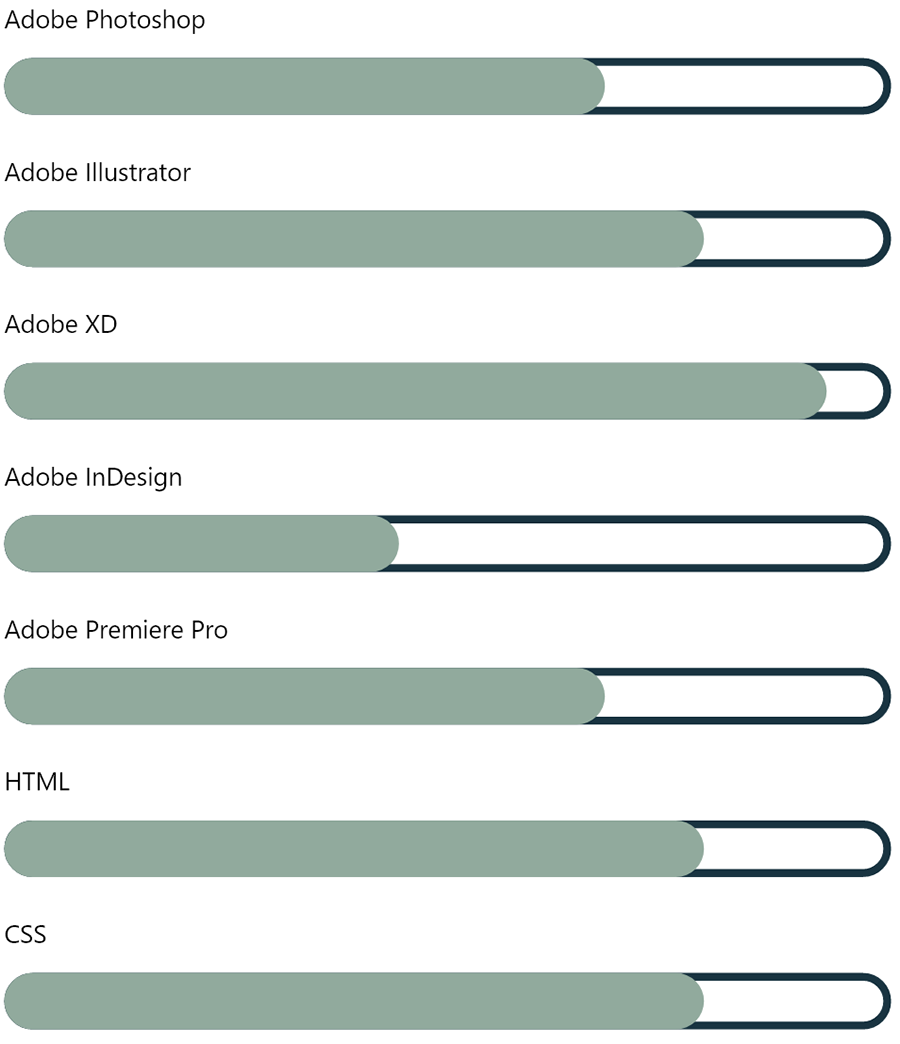 Adobe Photoshop
Adobe Illustrator
Adobe XD
Adobe InDesign
Adobe Premiere Pro
HTML
CSS